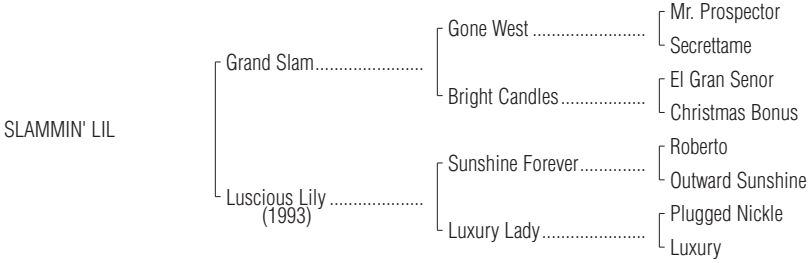 Mr. Prospector
Gone West ........................
Secrettame
Grand Slam.......................
El Gran Senor
Bright Candles..................
Christmas Bonus
SLAMMIN' LIL
Roberto
Sunshine Forever..............
Outward Sunshine
Luscious Lily ....................
(1993)
Plugged Nickle
Luxury Lady......................
Luxury